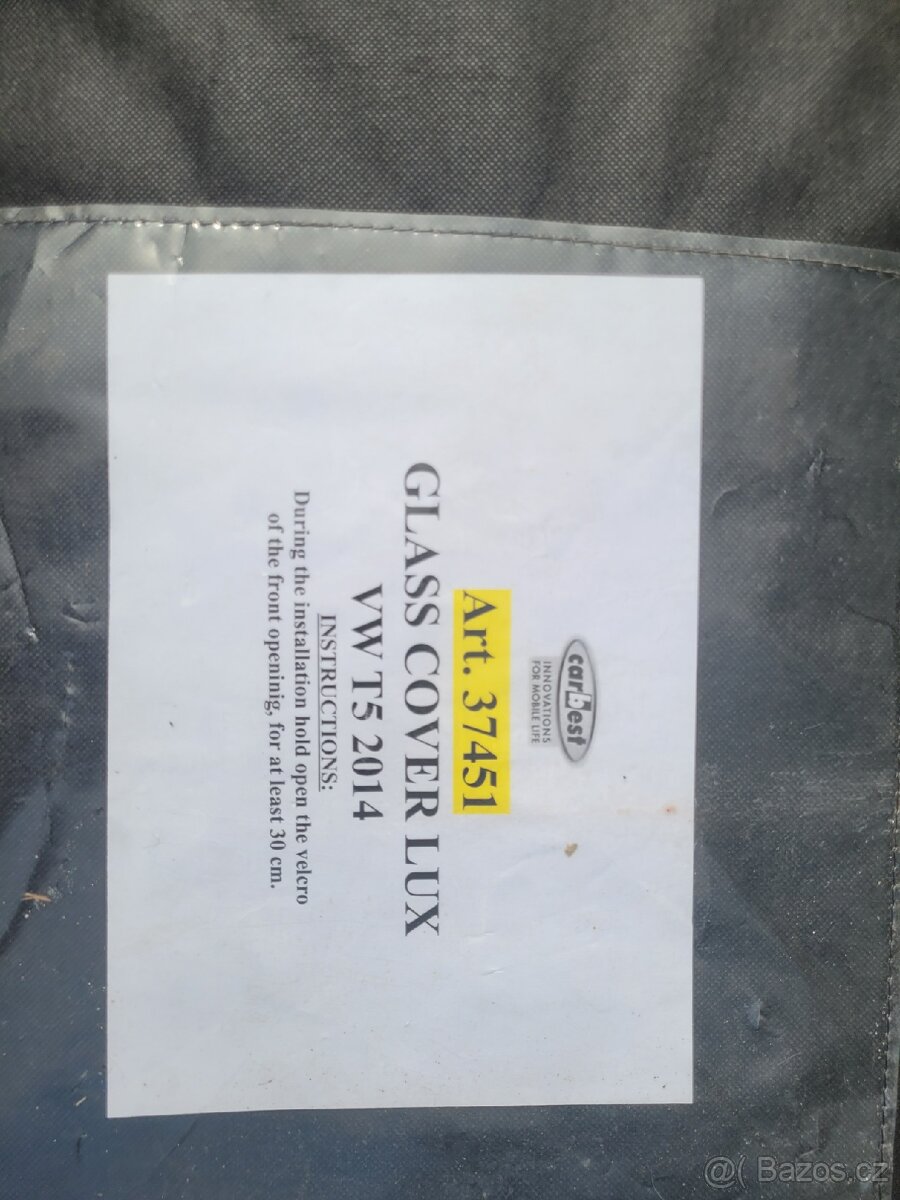 carbest
INNOVATIONS
FOR MOBILE LIFE
Art. 37451
GLASS COVER LUX
VW T5 2014
INSTRUCTIONS:
During the installation hold open the velcro
of the front openinig, for at least 30 cm.
@( Bazos.cz